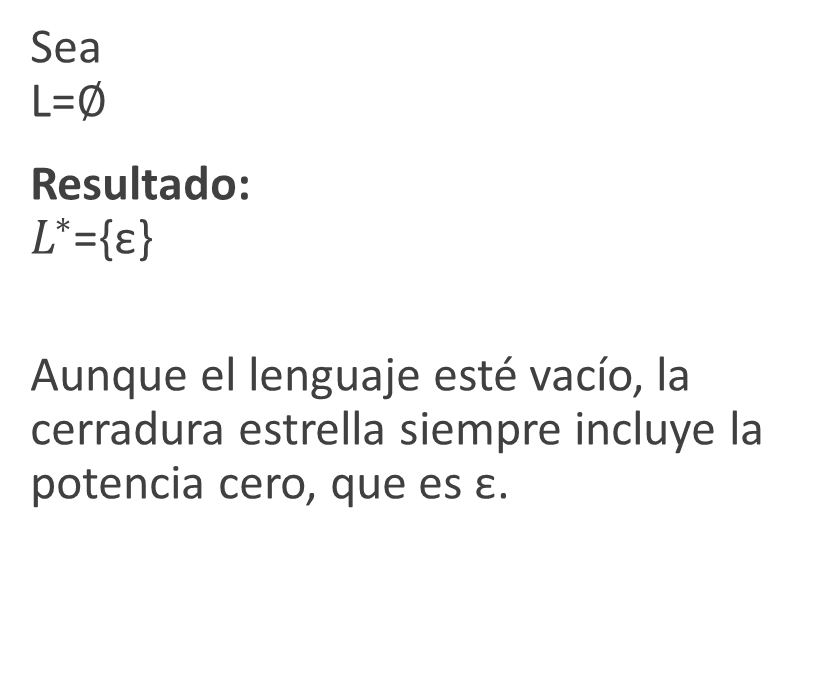 Sea
L=∅
Resultado:
𝐿*={ε}
Aunque el lenguaje esté vacío, la
cerradura estrella siempre incluye la
potencia cero, que es ε.